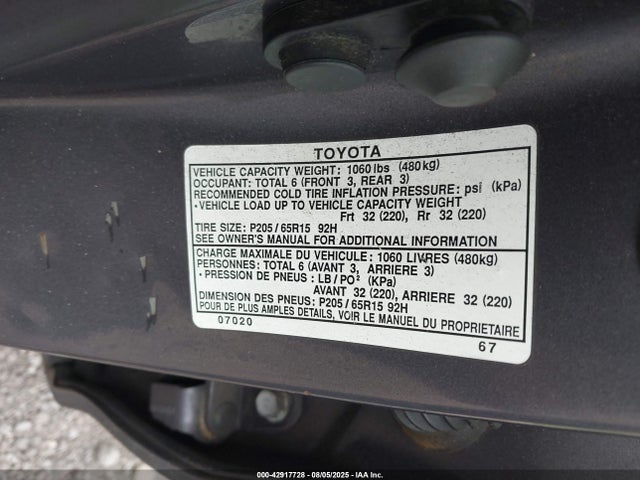 TOYOTA
VEHICLE CAPACITY WEIGHT: 1060 lbs (480kg)
OCCUPANT: TOTAL 6 (FRONT 3, REAR 3)
RECOMMENDED COLD TIRE INFLATION PRESSURE: psi (kPa)
• VEHICLE LOAD UP TO VEHICLE CAPACITY WEIGHT
Frt 32 (220), Rr 32 (220)
TIRE SIZE: P205/65R15 92H
SEE OWNER'S MANUAL FOR ADDITIONAL INFORMATION
CHARGE MAXIMALE DU VEHICULE: 1060 LIVRES (480kg)
PERSONNES: TOTAL 6 (AVANT 3, ARRIERE 3)
• PRESSION DE PNEUS: LB/PO² (KPa)
AVANT 32 (220), ARRIERE 32 (220)
DIMENSION DES PNEUS: P205/65R15 92H
POUR DE PLUS AMPLES DETAILS, VOIR LE MANUEL DU PROPRIETAIRE
07020 67
000-42917728 - 08/05/2025 - IAA Inc.